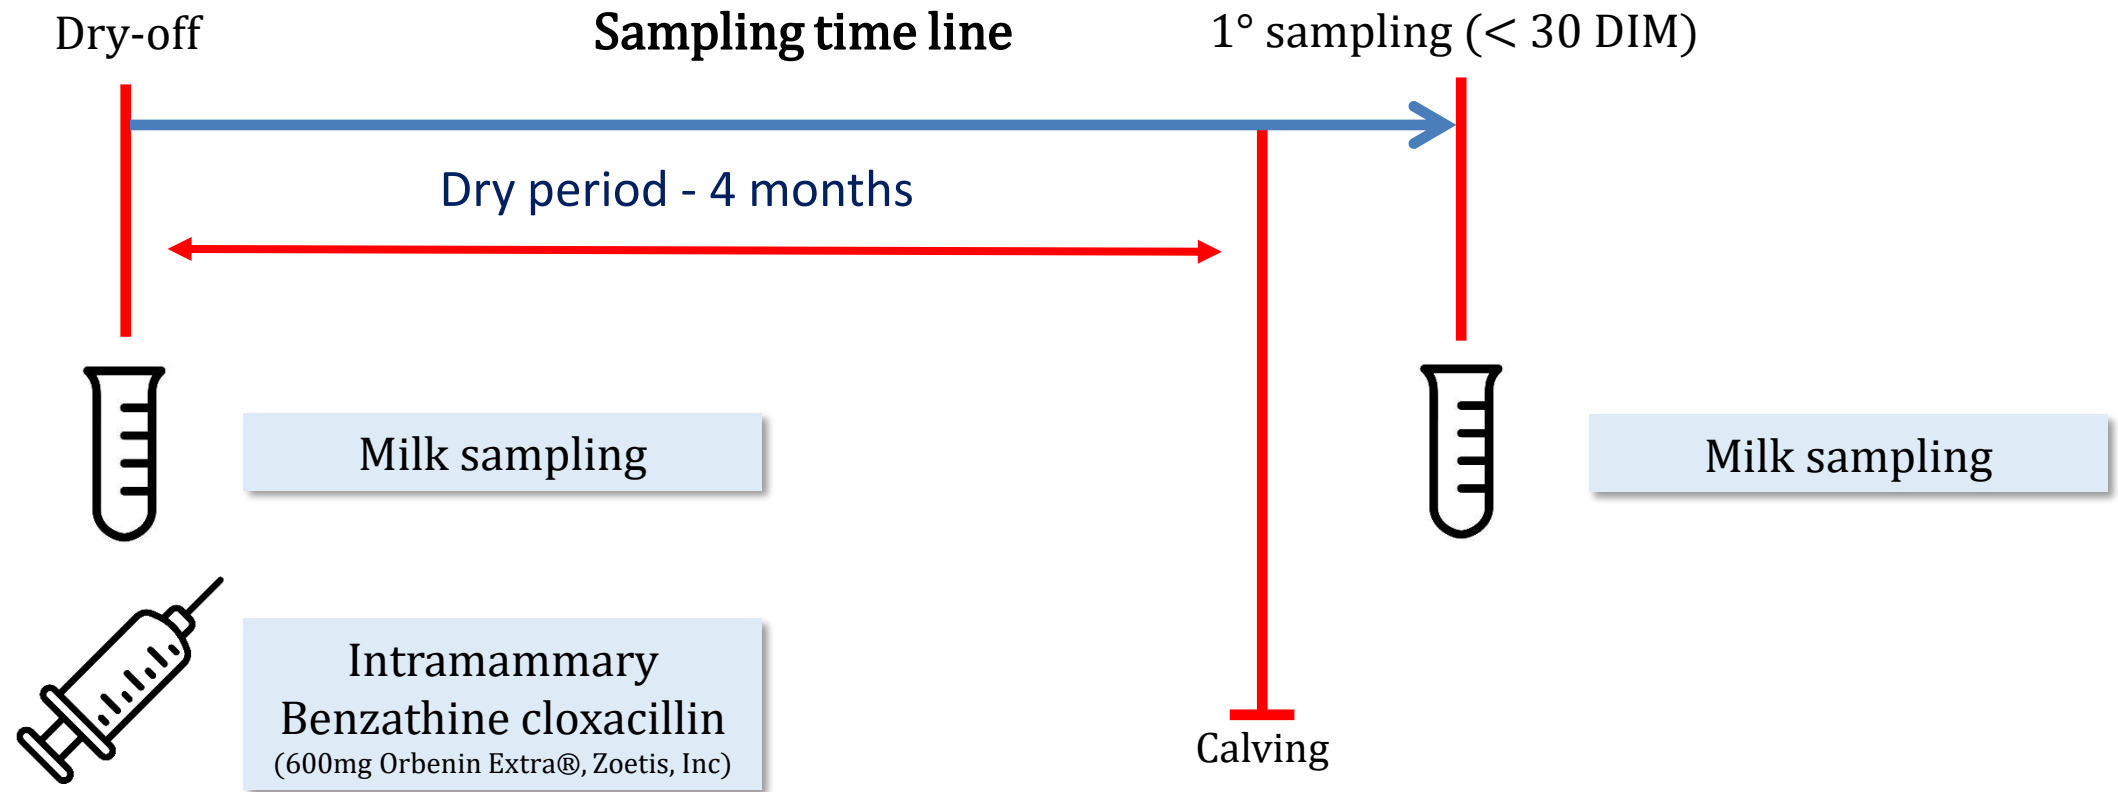 Dry-off
Sampling time line
1° sampling (< 30 DIM)
Dry period - 4 months
Milk sampling
Milk sampling
Intramammary
Benzathine cloxacillin
(600mg Orbenin Extra®, Zoetis, Inc)
Calving